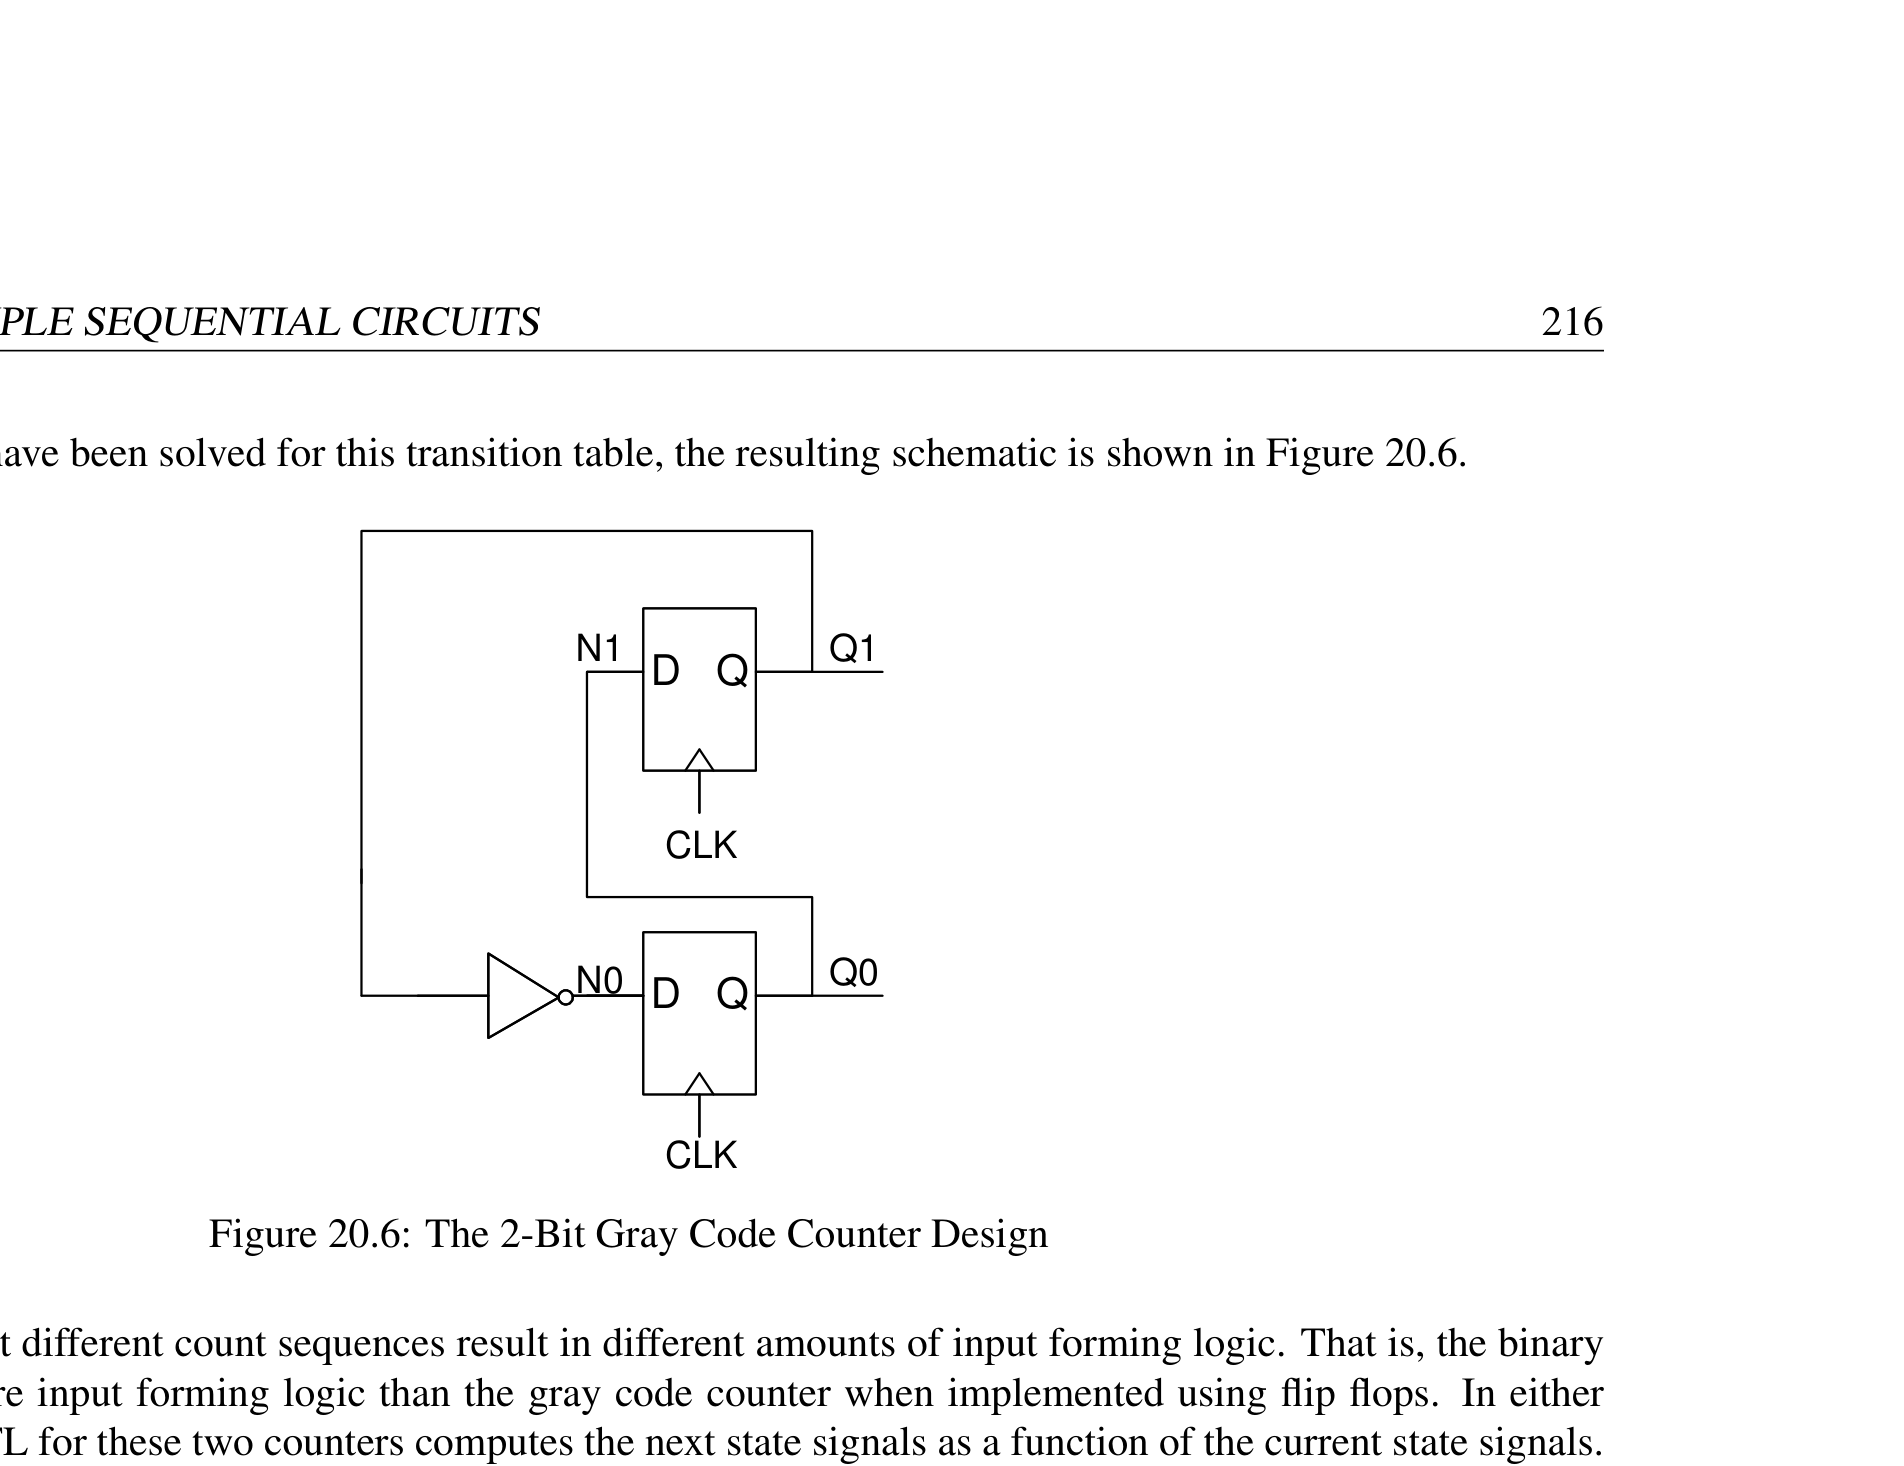 PLE SEQUENTIAL CIRCUITS 216
have been solved for this transition table, the resulting schematic is shown in Figure 20.6.
N1 D Q Q1
CLK
N0 D Q Q0
CLK
Figure 20.6: The 2-Bit Gray Code Counter Design
t different count sequences result in different amounts of input forming logic. That is, the binary
re input forming logic than the gray code counter when implemented using flip flops. In either
L for these two counters computes the next state signals as a function of the current state signals.